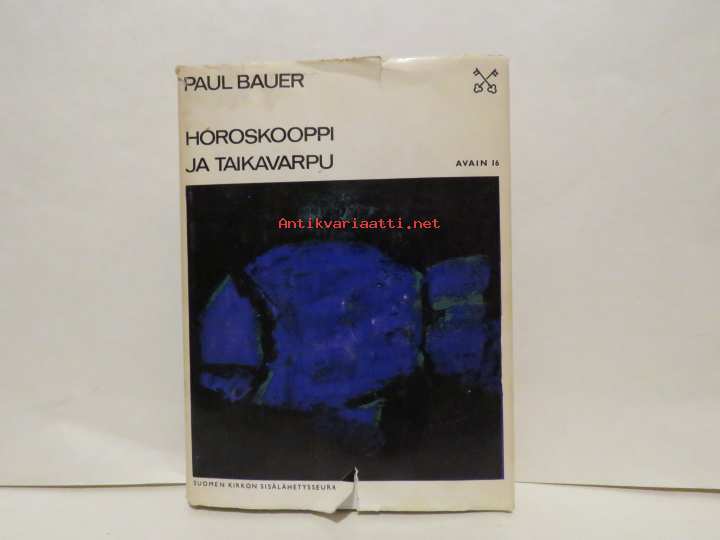 PAUL BAUER
HOROSKOOPPI
JA TAIKAVARPU
AVAIN 16
Antikvariaatti.net
SUOMEN KIRKON SISÄLÄHETYSSEURA